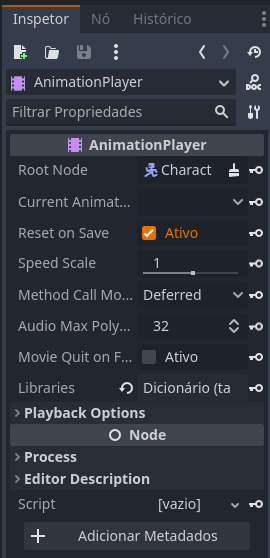 Inspetor Nó Histórico
AnimationPlayer
DOC
Filtrar Propriedades
AnimationPlayer
Root Node Charact
Current Animat...
Reset on Save Ativo
Speed Scale 1
Method Call Mo... Deferred
Audio Max Poly... 32
Movie Quit on F... Ativo
Libraries Dicionário (ta
Playback Options
Node
Process
Editor Description
Script [vazio]
Adicionar Metadados